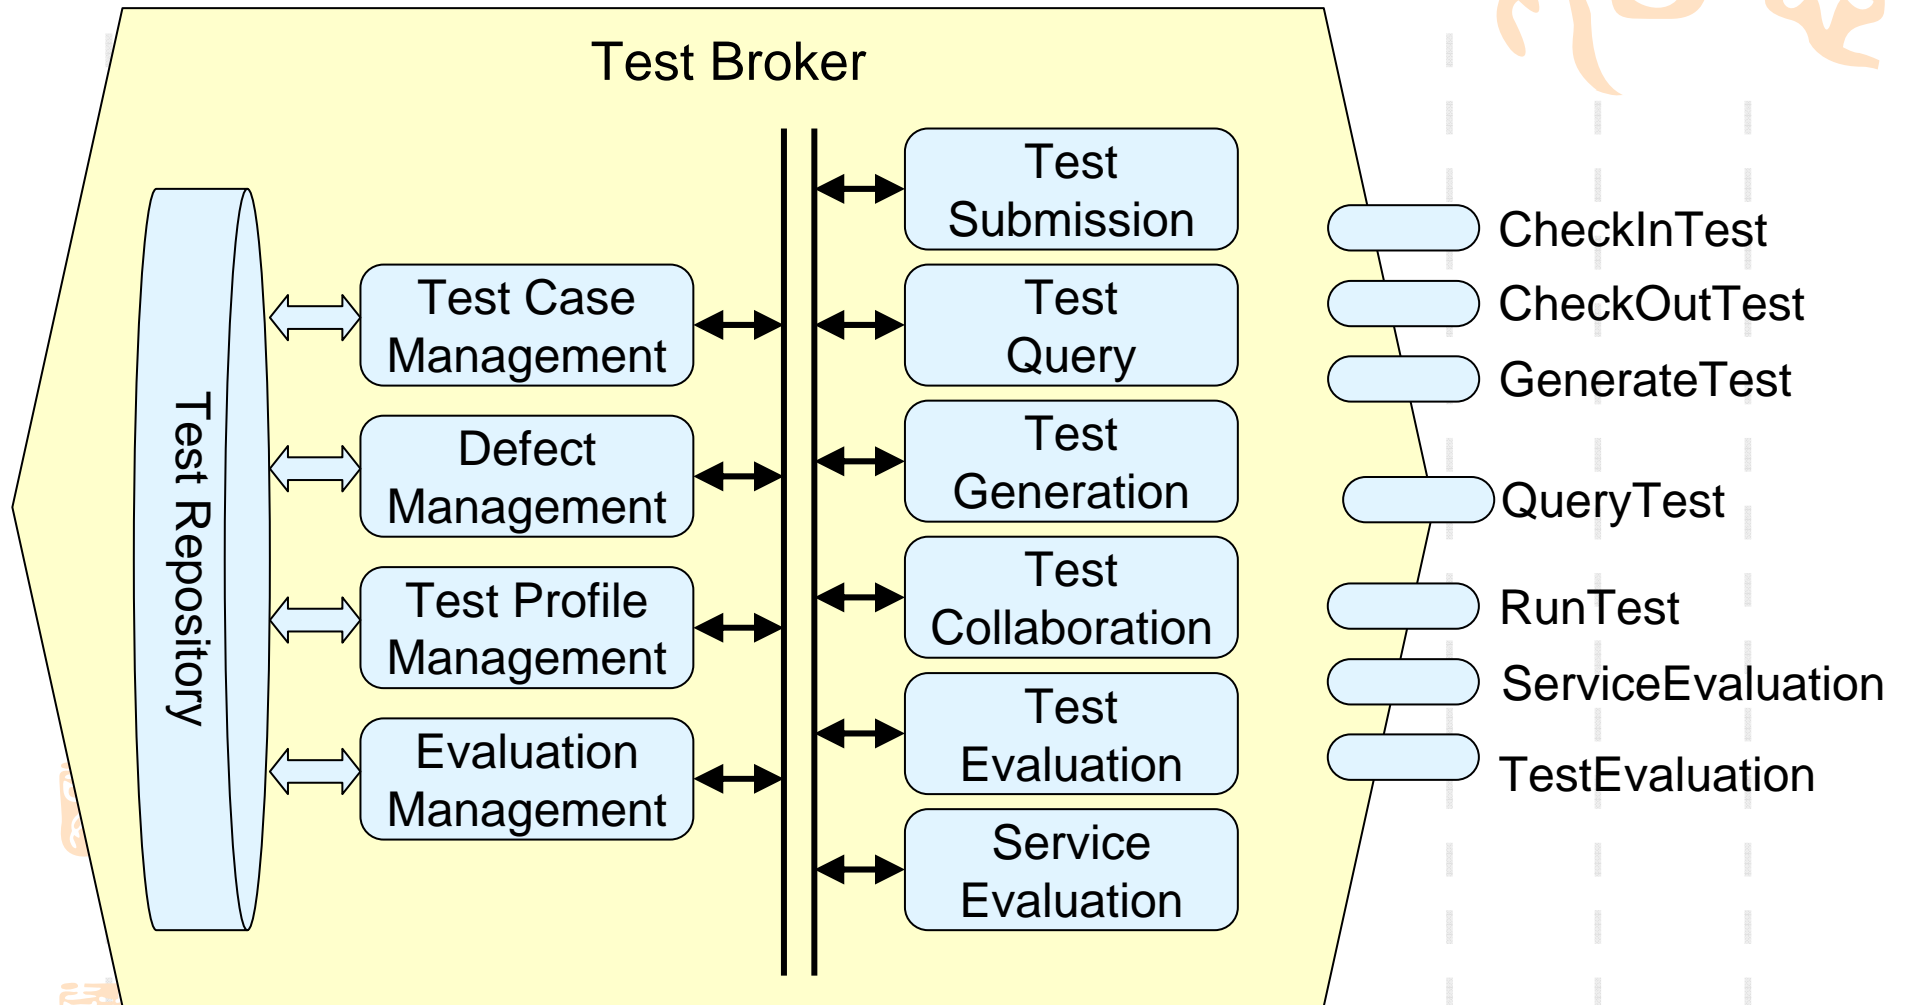 Test Broker
Test Repository
Test Case
Management
Defect
Management
Test Profile
Management
Evaluation
Management
Test
Submission
Test
Query
Test
Generation
Test
Collaboration
Test
Evaluation
Service
Evaluation
CheckInTest
CheckOutTest
GenerateTest
QueryTest
RunTest
ServiceEvaluation
TestEvaluation